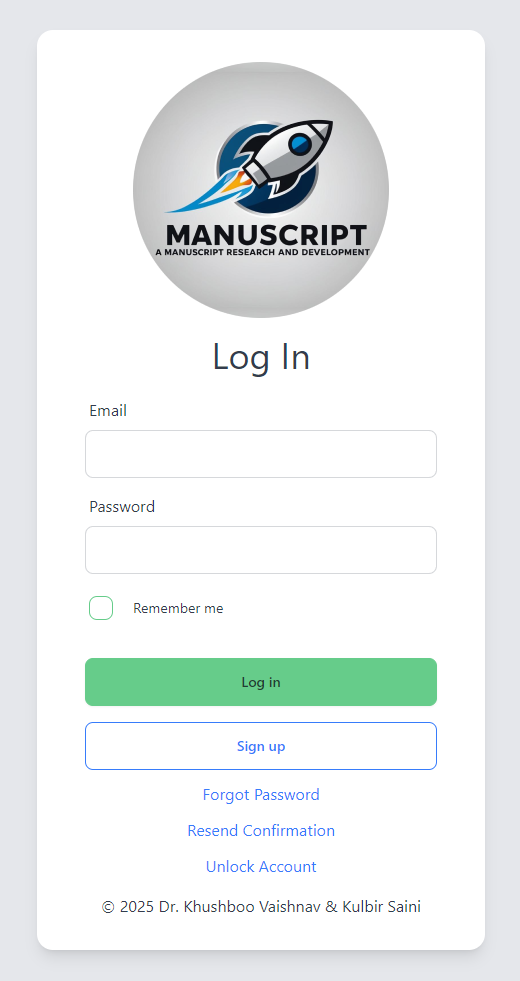 MANUSCRIPT
A MANUSCRIPT RESEARCH AND DEVELOPMENT
Log In
Email
Password
Remember me
Log in
Sign up
Forgot Password
Resend Confirmation
Unlock Account
© 2025 Dr. Khushboo Vaishnav & Kulbir Saini